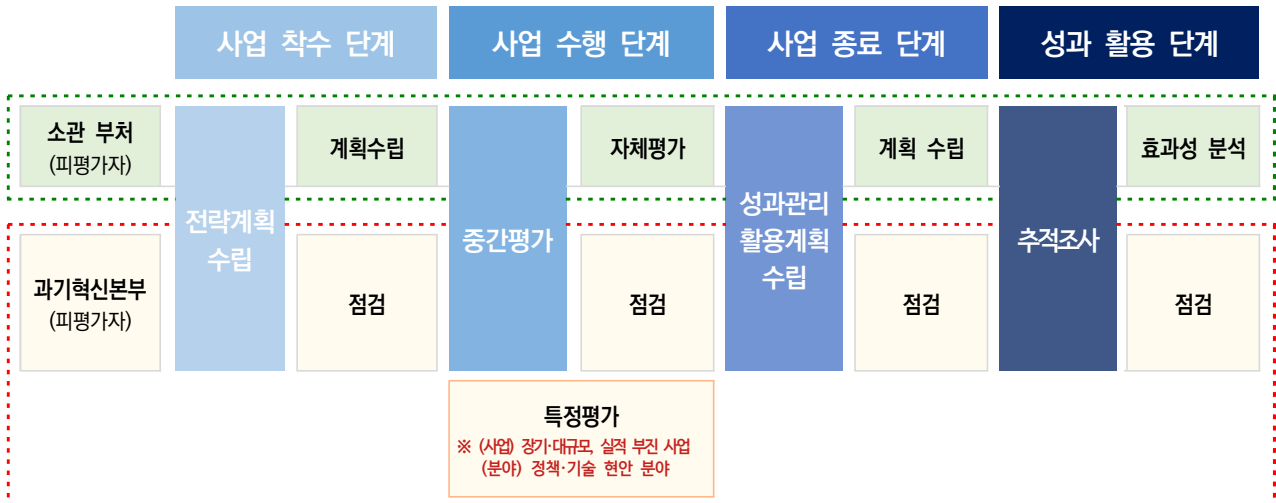 사업 착수 단계
사업 수행 단계
사업 종료 단계
성과 활용 단계
소관 부처
(피평가자)
전략계획
수립
계획수립
중간평가
자체평가
성과관리
활용계획
수립
계획 수립
추적조사
효과성 분석
과기혁신본부
(피평가자)
점검
점검
점검
점검
특정평가
※ (사업) 장기·대규모, 실적 부진 사업
(분야) 정책·기술 현안 분야